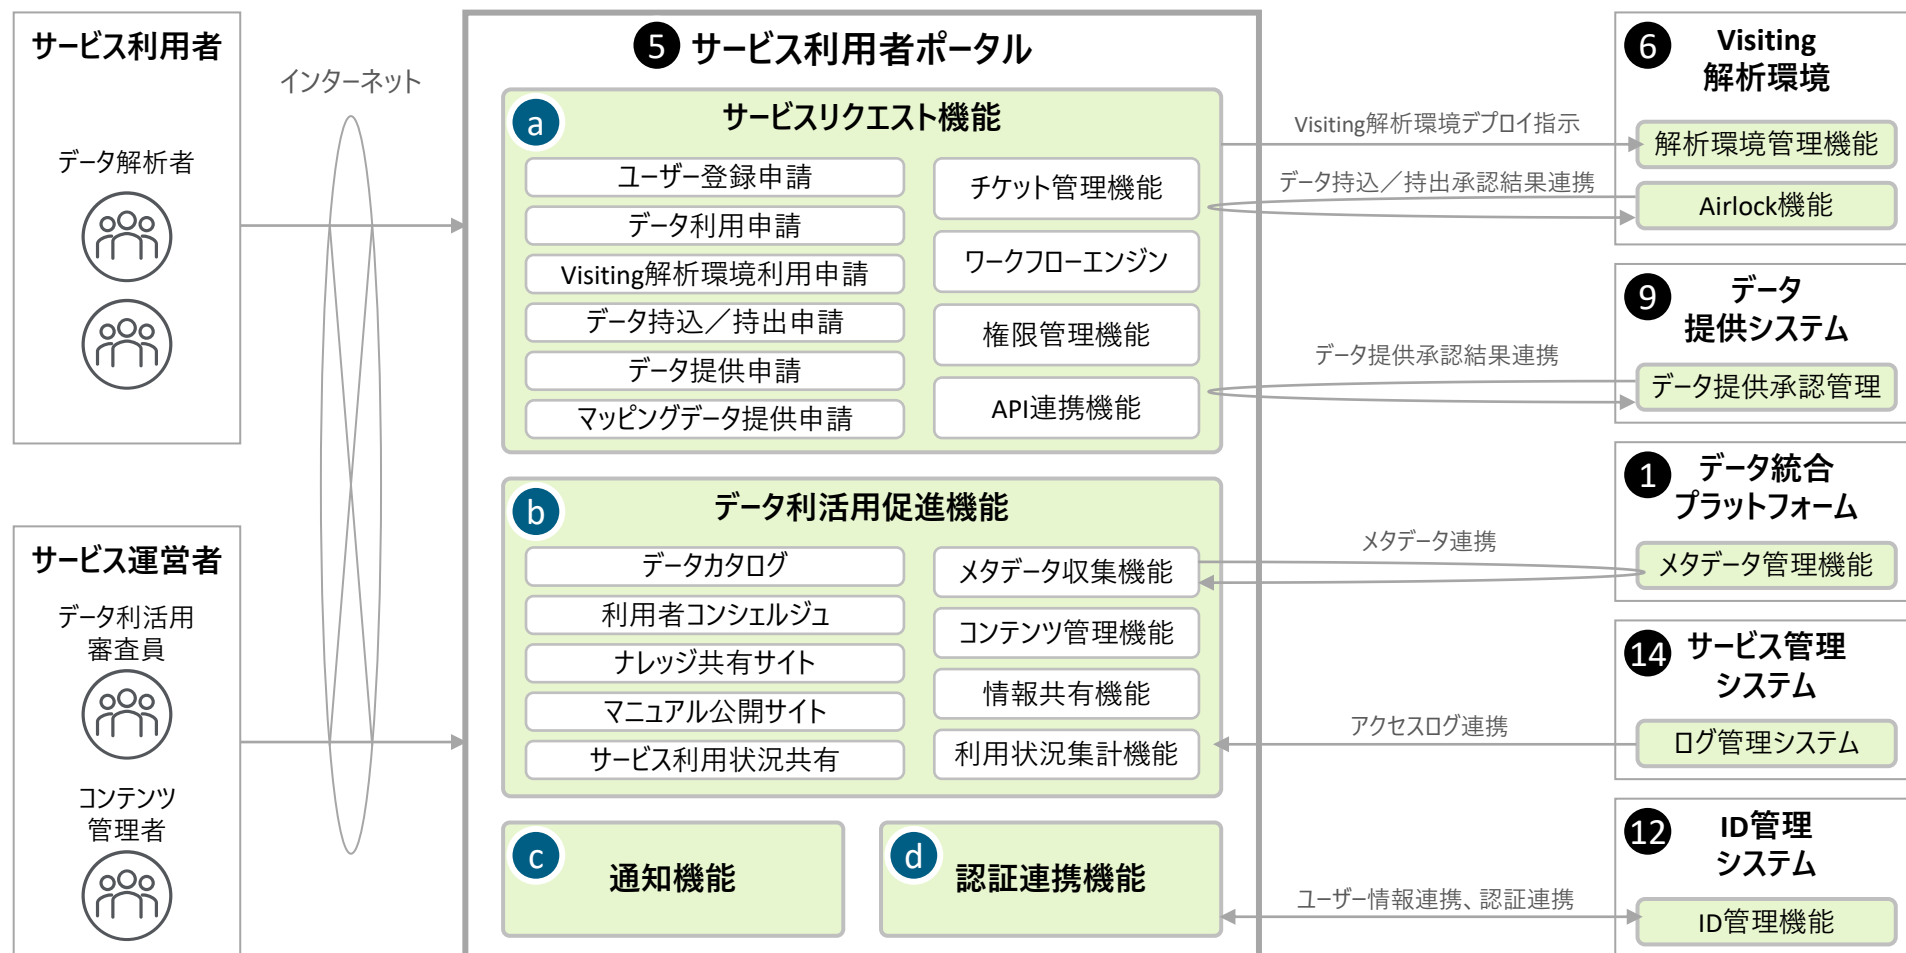 サービス利用者
データ解析者
サービス運営者
データ利活用
審査員
コンテンツ
管理者
インターネット
5 サービス利用者ポータル
a サービスリクエスト機能
ユーザー登録申請
データ利用申請
Visiting解析環境利用申請
データ持込／持出申請
データ提供申請
マッピングデータ提供申請
チケット管理機能
ワークフローエンジン
権限管理機能
API連携機能
b データ利活用促進機能
データカタログ
利用者コンシェルジュ
ナレッジ共有サイト
マニュアル公開サイト
サービス利用状況共有
メタデータ収集機能
コンテンツ管理機能
情報共有機能
利用状況集計機能
c 通知機能
d 認証連携機能
Visiting解析環境デプロイ指示
データ持込／持出承認結果連携
データ提供承認結果連携
メタデータ連携
アクセスログ連携
ユーザー情報連携、認証連携
6 Visiting
解析環境
解析環境管理機能
Airlock機能
9 データ
提供システム
データ提供承認管理
1 データ統合
プラットフォーム
メタデータ管理機能
14 サービス管理
システム
ログ管理システム
12 ID管理
システム
ID管理機能